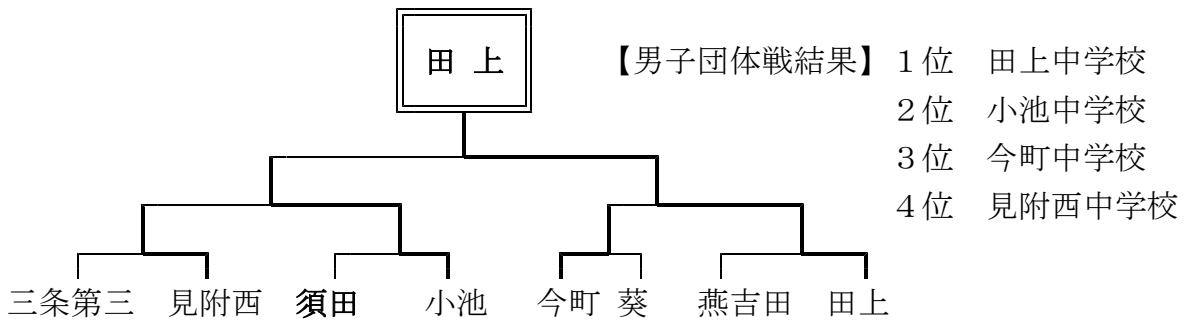 田 上
【男子団体戦結果】１位　田上中学校
２位　小池中学校
３位　今町中学校
４位　見附西中学校
三条第三　見附西　須田　小池　今町 葵　燕吉田　田上